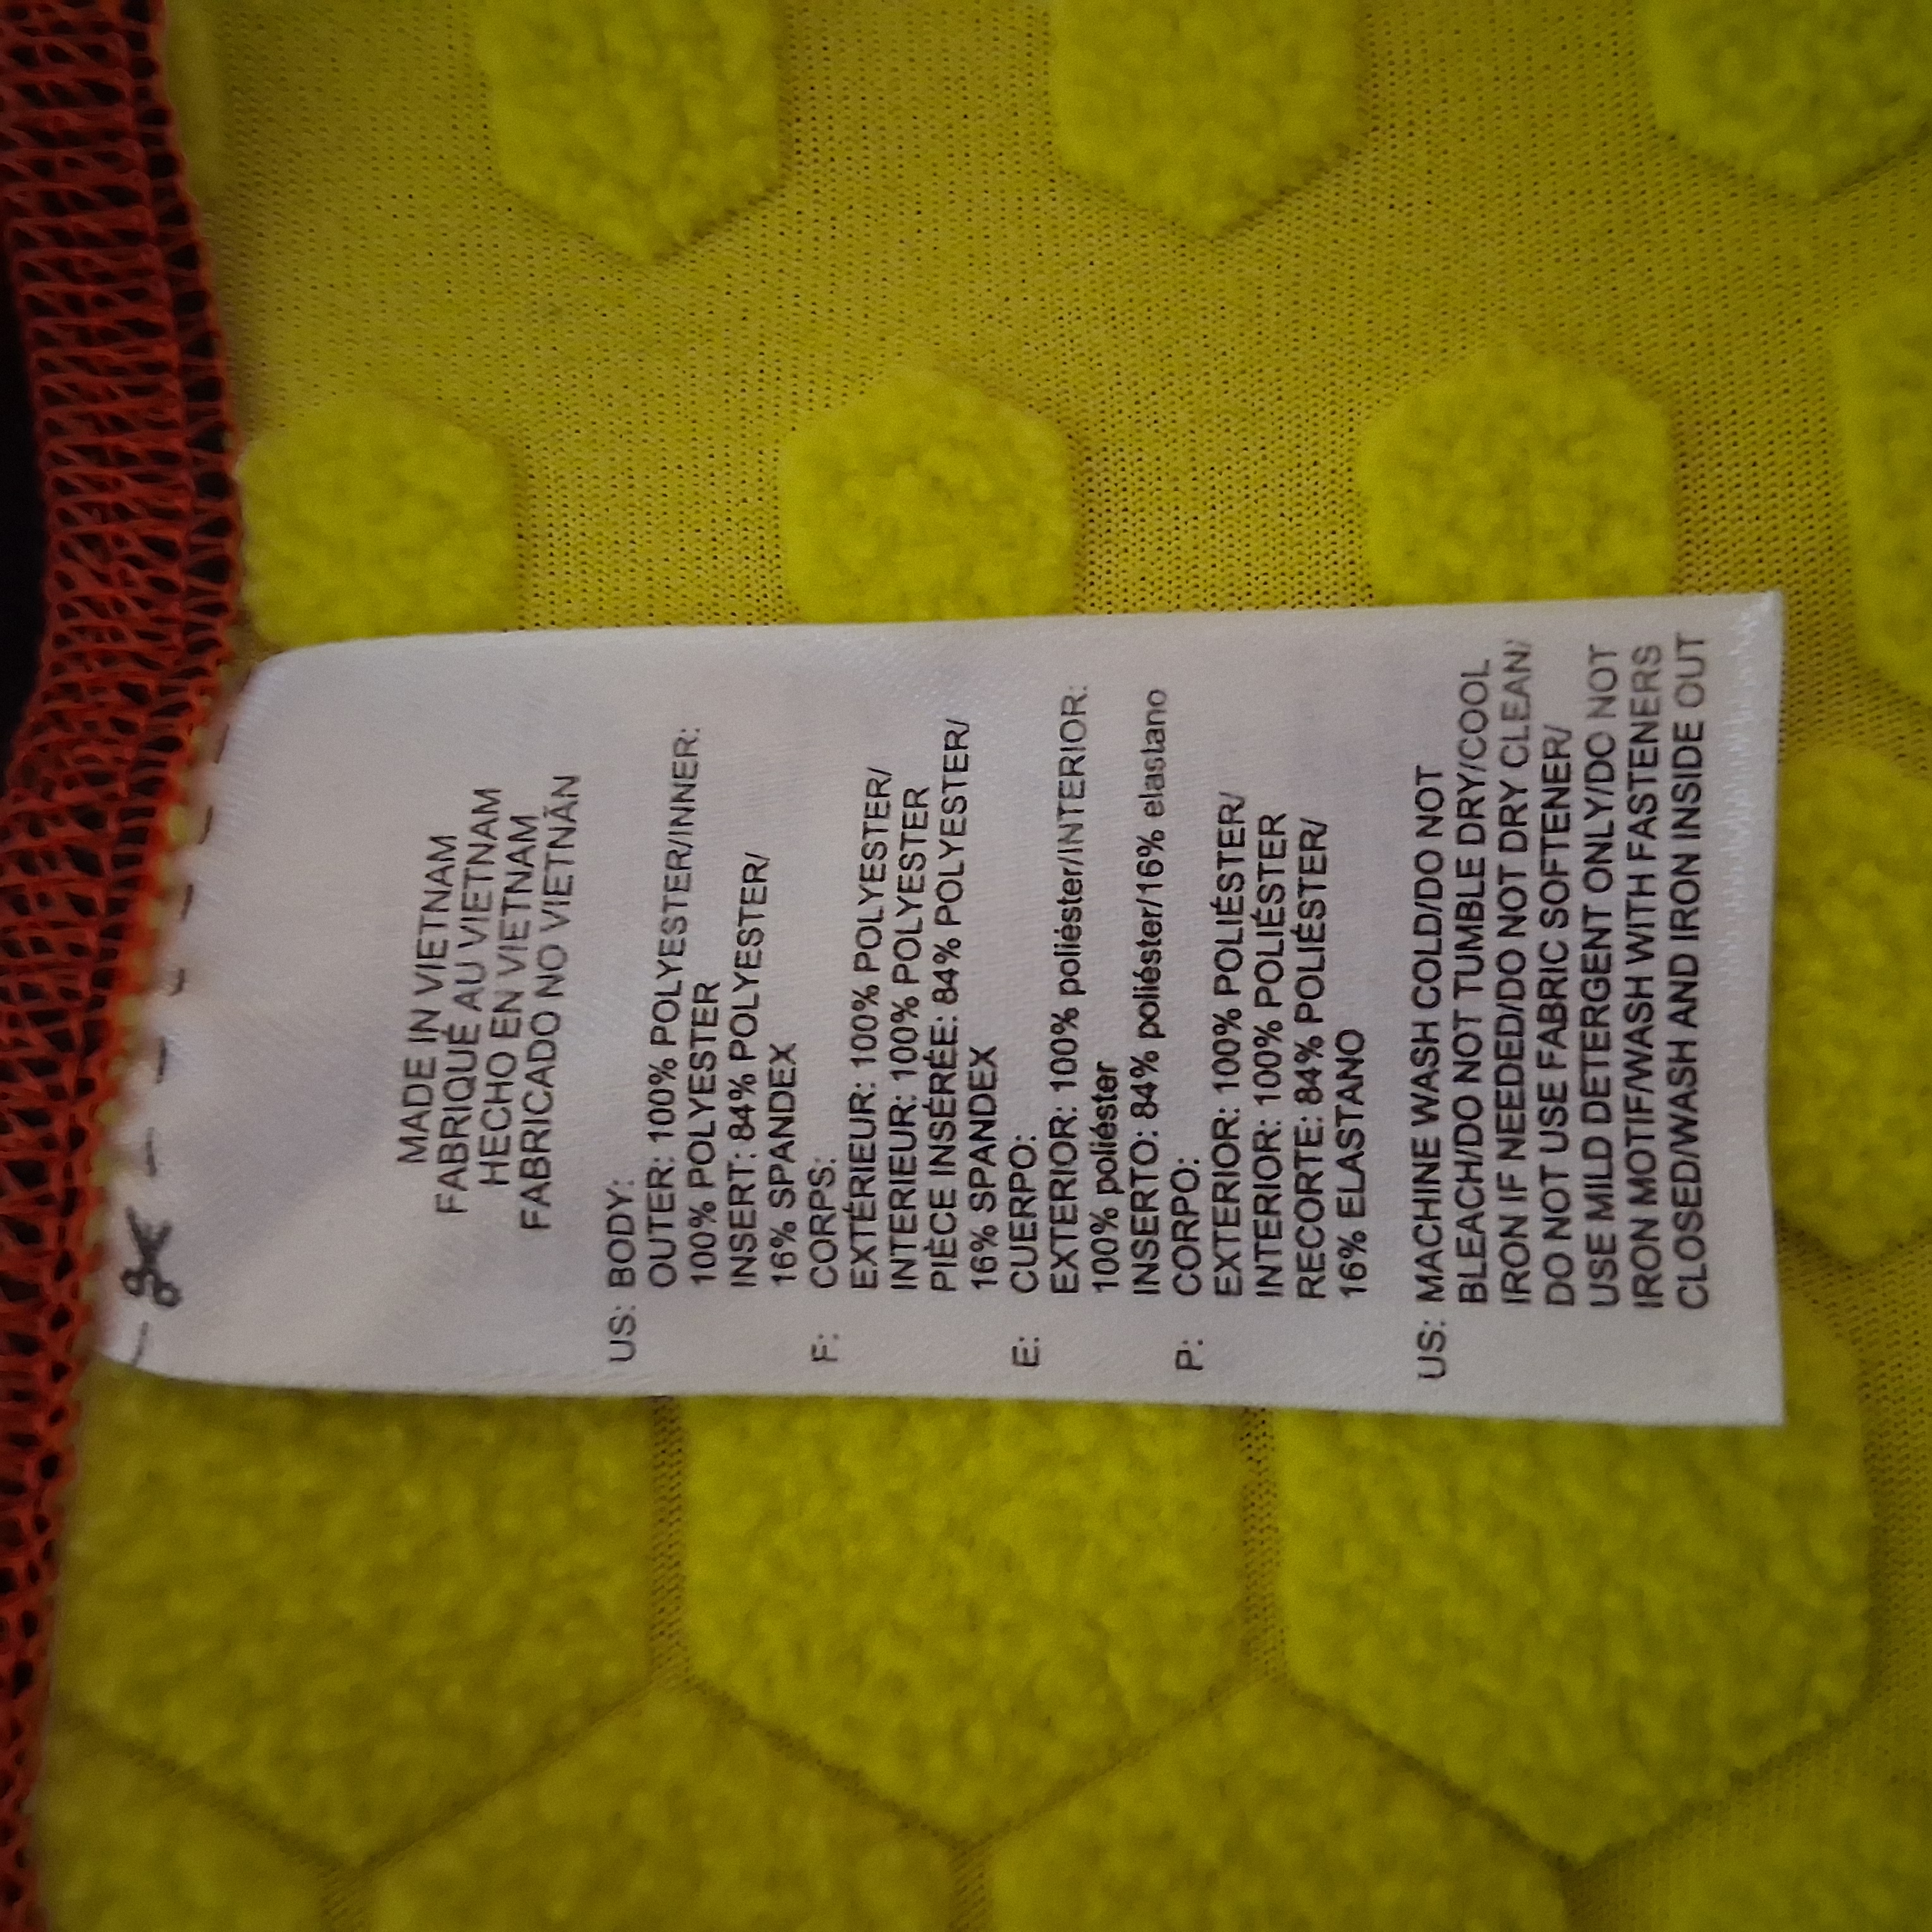 MADE IN VIETNAM
FABRIQUÉ AU VIETNAM
HECHO EN VIETNAM
FABRICADO NO VIETNÃN
US: BODY:
OUTER: 100% POLYESTER/INNER:
100% POLYESTER
INSERT: 84% POLYESTER/
16% SPANDEX
F: CORPS:
EXTÉRIEUR: 100% POLYESTER/
INTERIEUR: 100% POLYESTER
PIÈCE INSÉRÉE: 84% POLYESTER/
16% SPANDEX
E: CUERPO:
EXTERIOR: 100% poliéster/INTERIOR:
100% poliéster
INSERTO: 84% poliéster/16% elastano
P: CORPO:
EXTERIOR: 100% POLIÉSTER/
INTERIOR: 100% POLIÉSTER
RECORTE: 84% POLIÉSTER/
16% ELASTANO
US: MACHINE WASH COLD/DO NOT
BLEACH/DO NOT TUMBLE DRY/COOL
IRON IF NEEDED/DO NOT DRY CLEAN/
DO NOT USE FABRIC SOFTENER/
USE MILD DETERGENT ONLY/DO NOT
IRON MOTIF/WASH WITH FASTENERS
CLOSED/WASH AND IRON INSIDE OUT